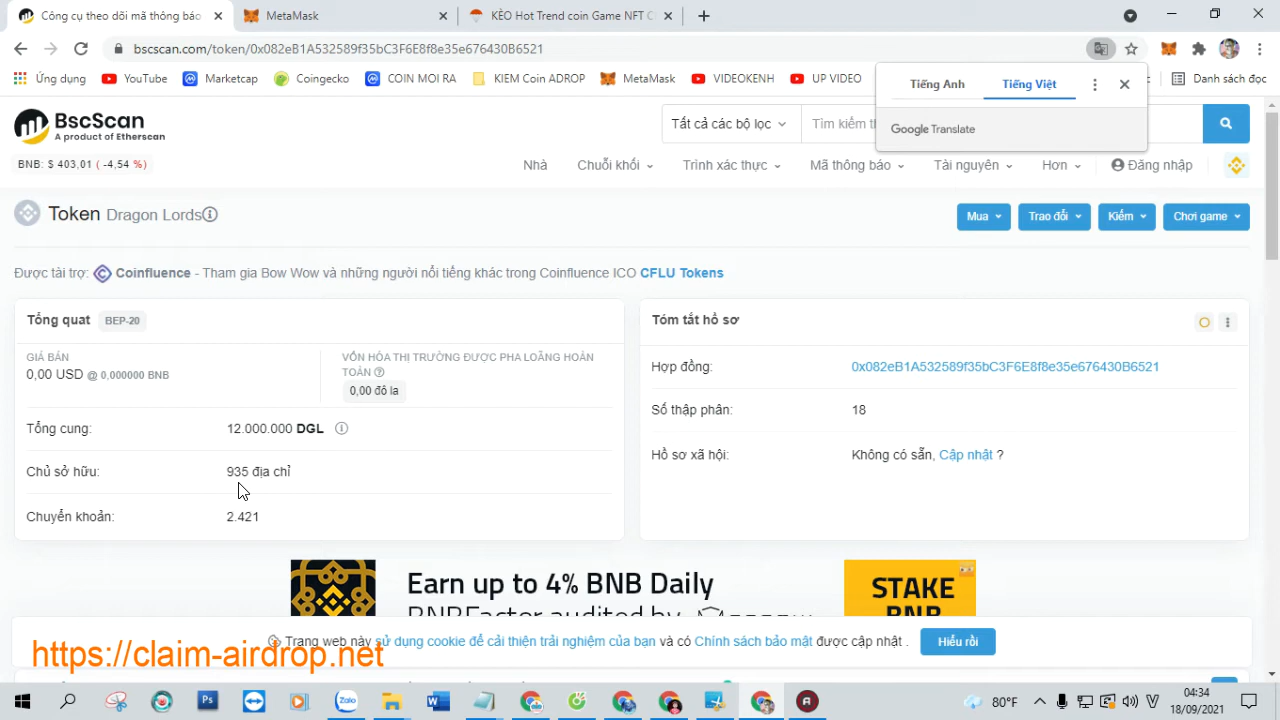 Công cụ theo dõi mã thông báo
MetaMask
KÈO Hot Trend coin Game NFT C
bscscan.com/token/0x082eB1A532589f35bC3F6E8f8e35e676430B6521
Ứng dụng
YouTube
Marketcap
Coingecko
COIN MOI RA
KIEM Coin ADROP
MetaMask
VIDEOKENH
UP VIDEO
Danh sách đọc
Tiếng Anh
Tiếng Việt
Google Translate
BscScan
A product of Etherscan
Tất cả các bộ lọc
Tìm kiếm th
BNB: $ 403,01 ( -4,54 %)
Nhà
Chuỗi khối
Trình xác thực
Mã thông báo
Tài nguyên
Hơn
Đăng nhập
Token Dragon Lords
Mua
Trao đổi
Kiếm
Chơi game
Được tài trợ: Coinfluence - Tham gia Bow Wow và những người nổi tiếng khác trong Coinfluence ICO CFLU Tokens
Tổng quat BEP-20
GIÁ BÁN
0,00 USD @ 0,000000 BNB
VỐN HÓA THỊ TRƯỜNG ĐƯỢC PHA LOÃNG HOÀN
TOÀN
0,00 đô la
Tổng cung: 12.000.000 DGL
Chủ sở hữu: 935 địa chỉ
Chuyển khoản: 2.421
Tóm tắt hồ sơ
Hợp đồng: 0x082eB1A532589f35bC3F6E8f8e35e676430B6521
Số thập phân: 18
Hồ sơ xã hội: Không có sẵn, Cập nhật ?
Earn up to 4% BNB Daily
BNBFactor audited by
STAKE
BNB
Trang web này sử dụng cookie để cải thiện trải nghiệm của bạn và có Chính sách bảo mật được cập nhật .
Hiểu rồi
https://claim-airdrop.net
80°F
04:34
18/09/2021